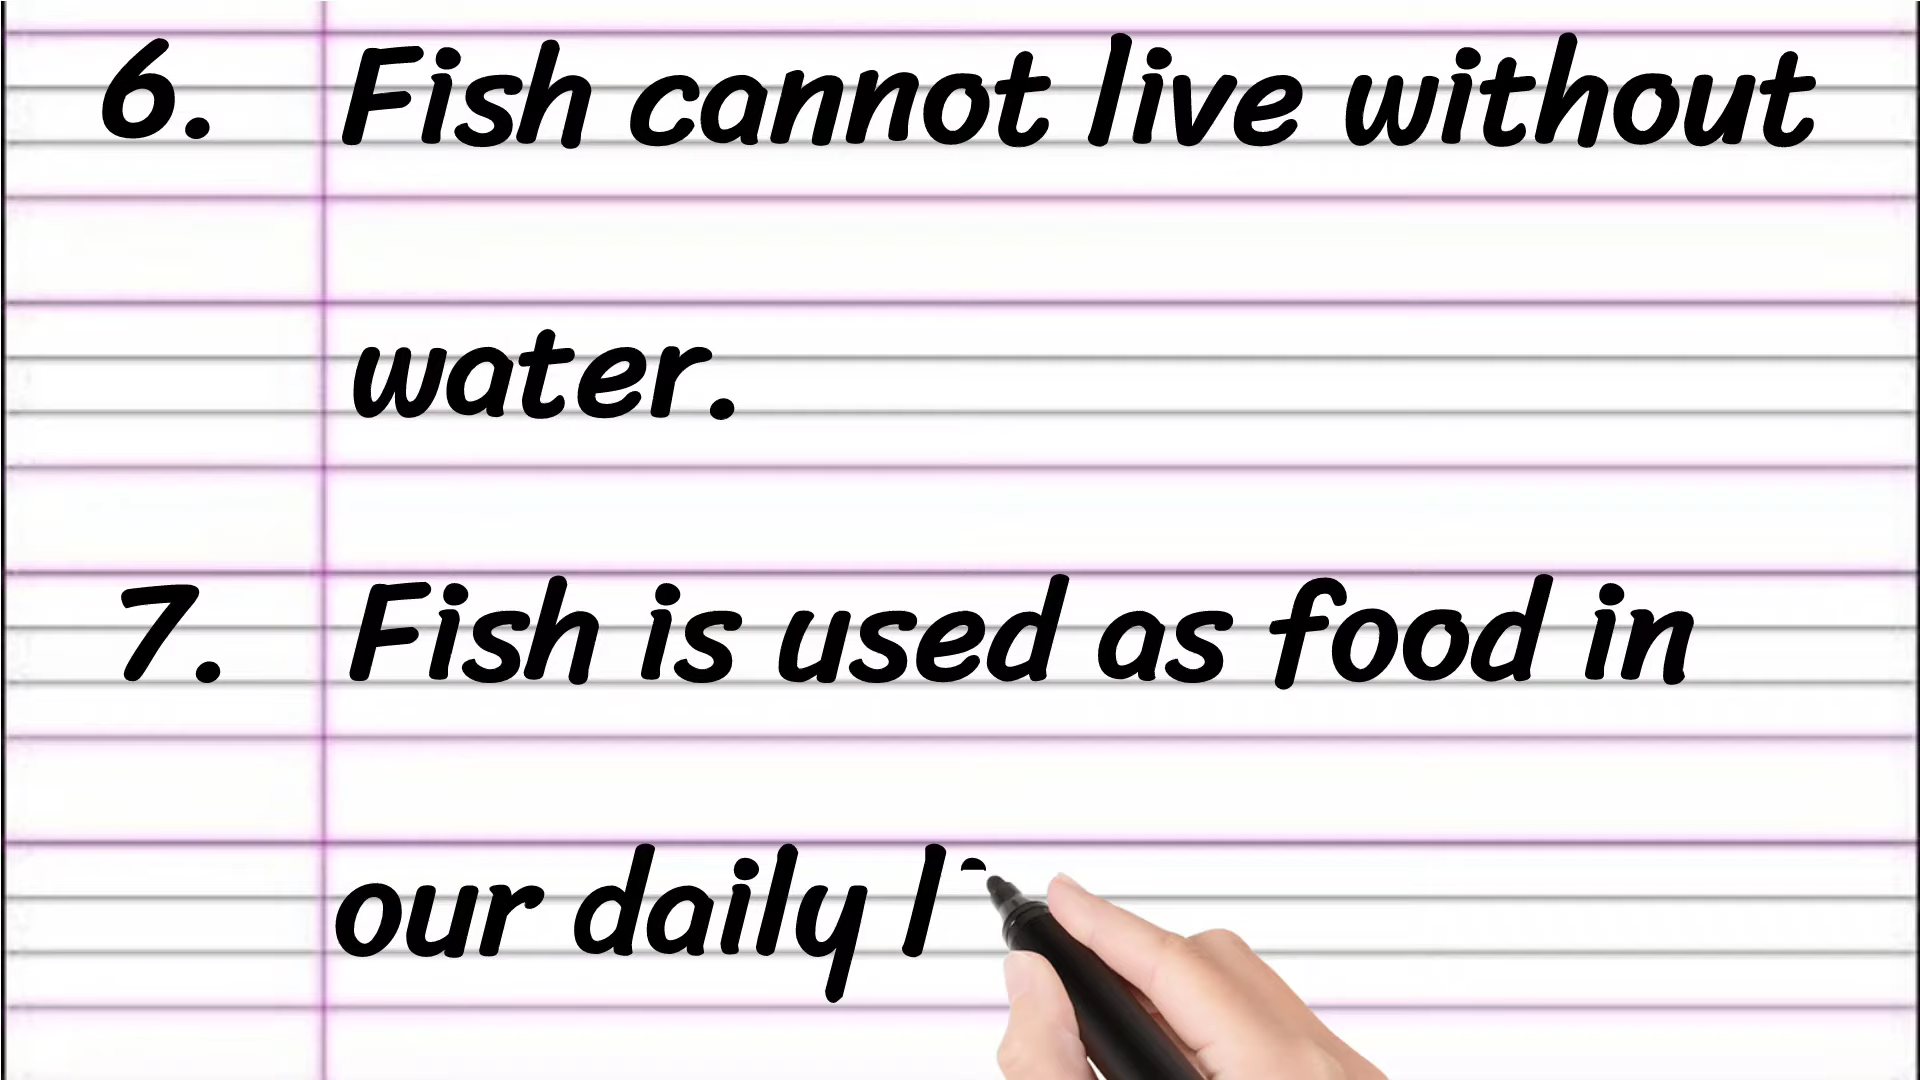 6. Fish cannot live without
water.
7. Fish is used as food in
our daily l